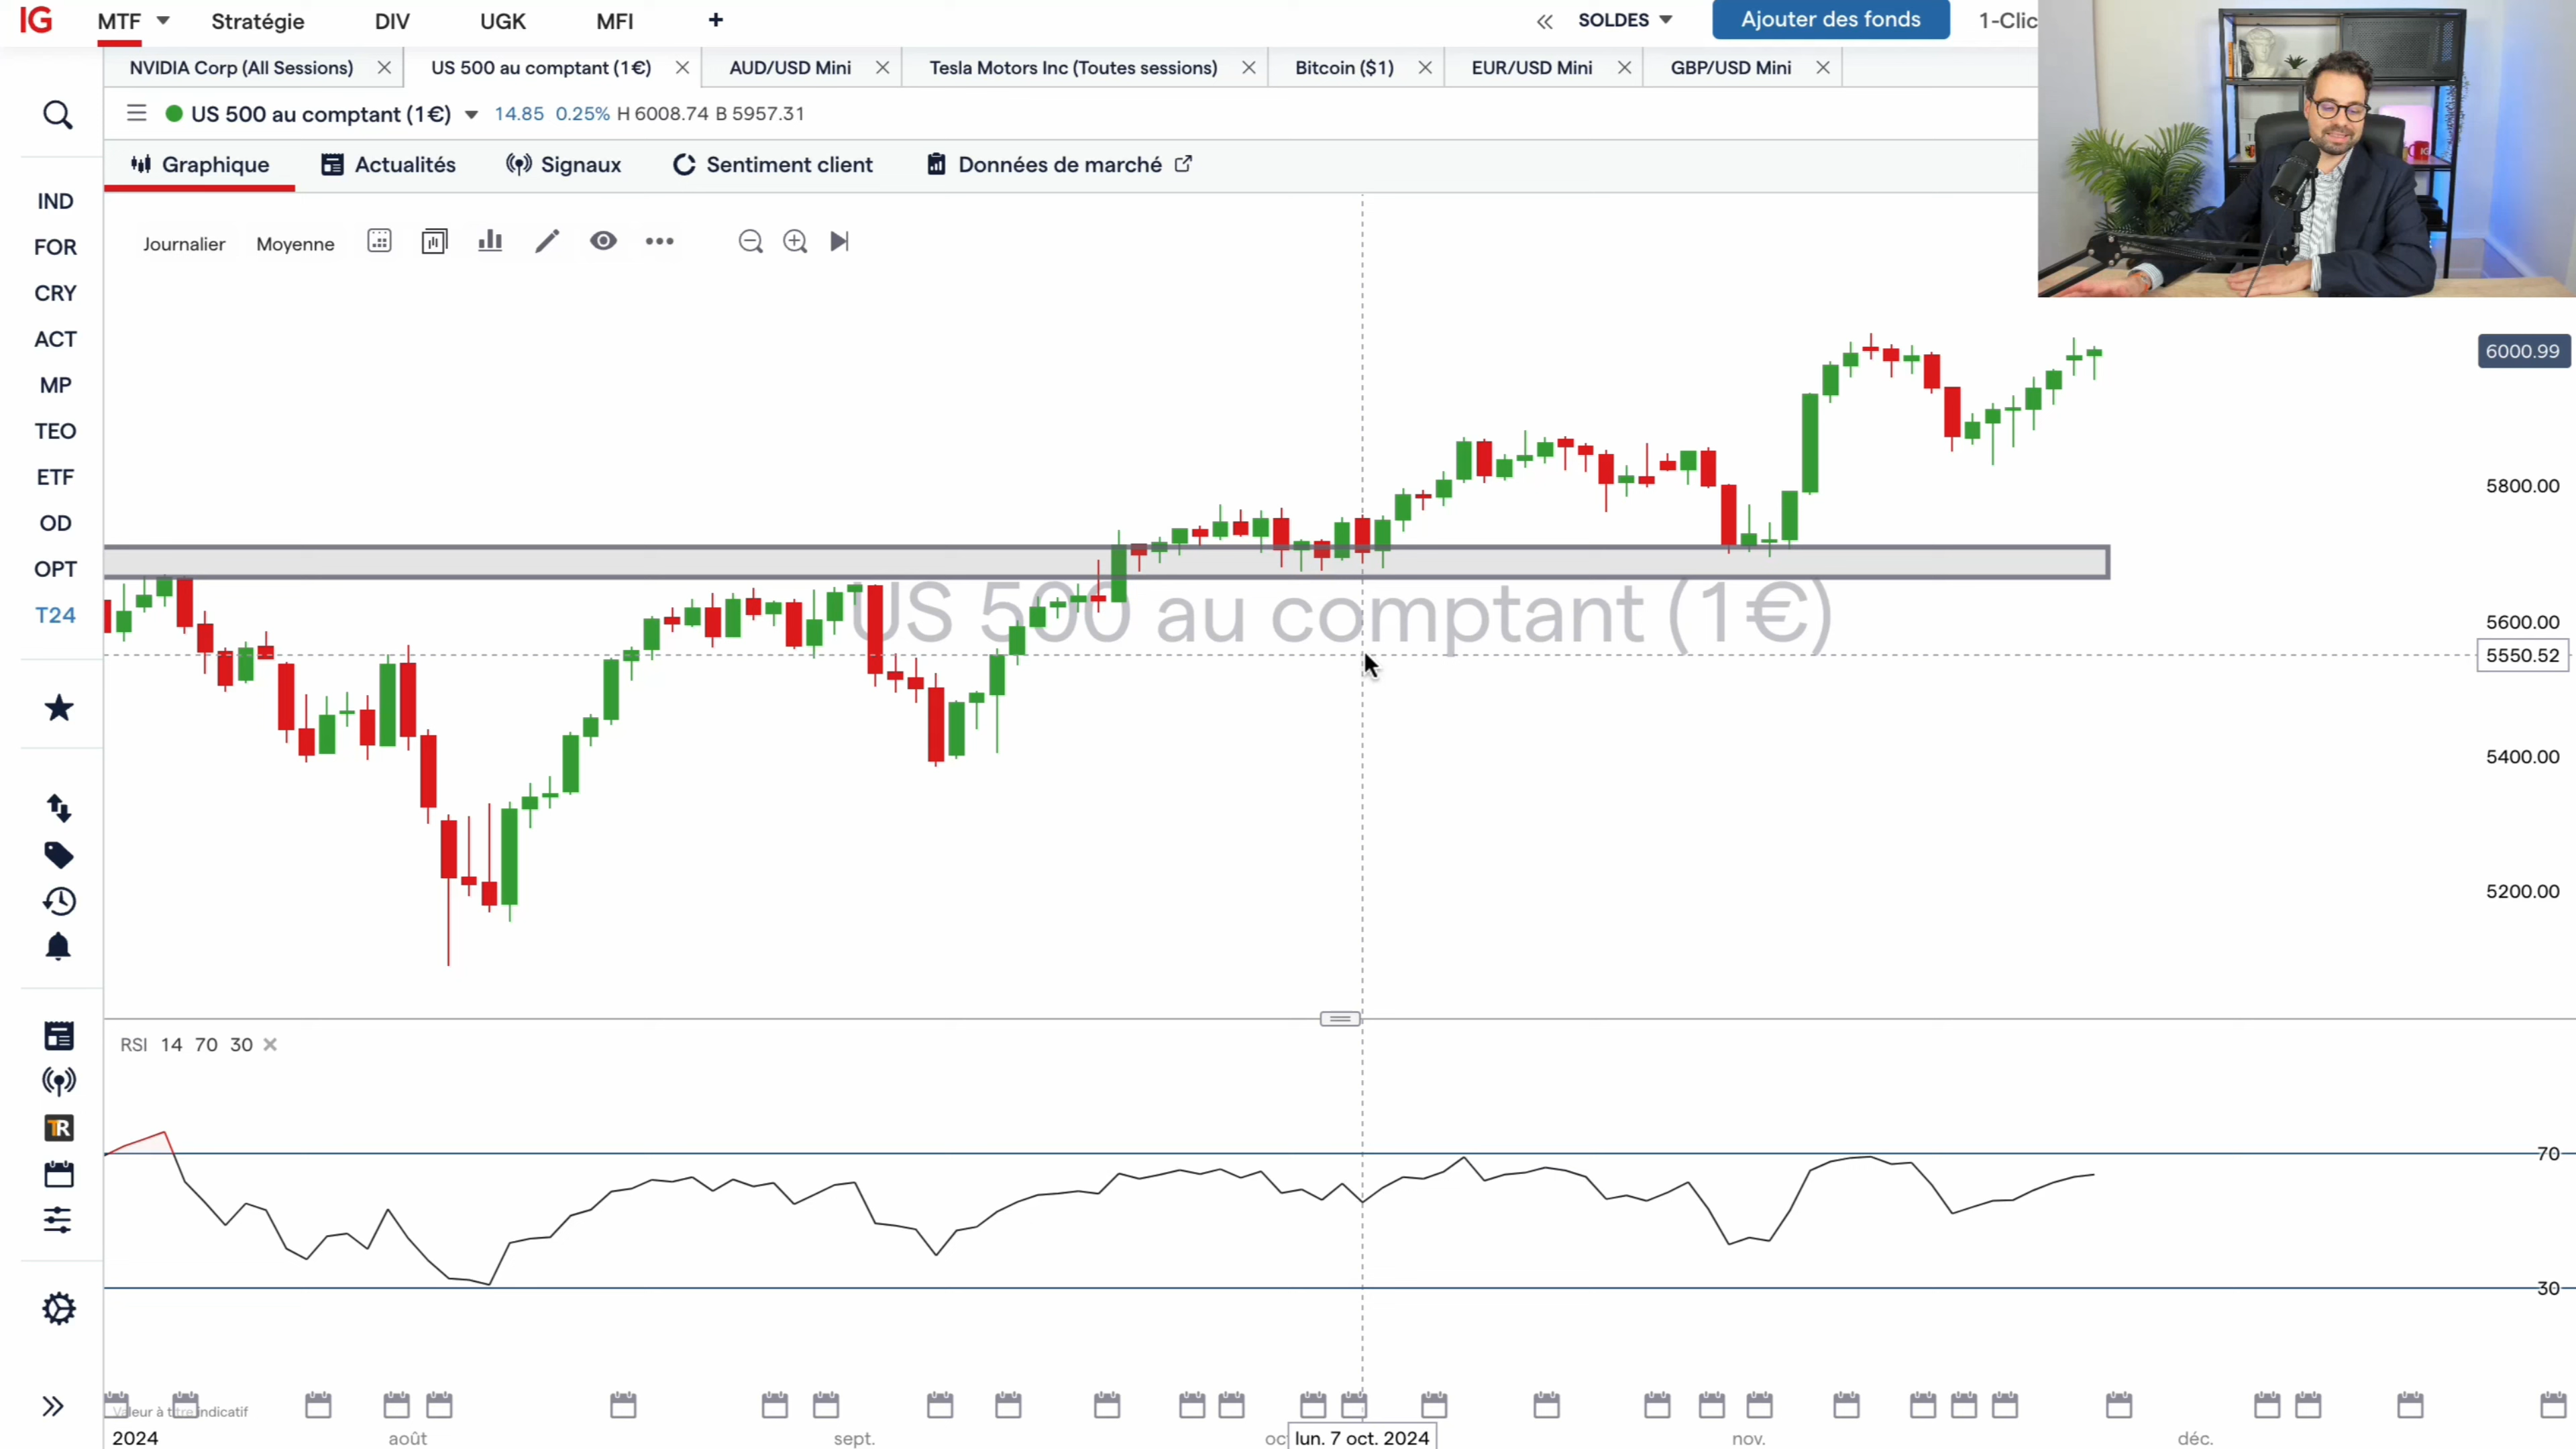 IG MTF Stratégie DIV UGK MFI + SOLDES Ajouter des fonds 1-Clic
NVIDIA Corp (All Sessions) US 500 au comptant (1€) AUD/USD Mini Tesla Motors Inc (Toutes sessions) Bitcoin ($1) EUR/USD Mini GBP/USD Mini
US 500 au comptant (1€) 14.85 0.25% H 6008.74 B 5957.31
Graphique Actualités Signaux Sentiment client Données de marché
Journalier Moyenne
IND
FOR
CRY
ACT
MP
TEO
ETF
OD
OPT
T24
6000.99
5800.00
5600.00
5550.52
5400.00
5200.00
US 500 au comptant (1€)
TR
RSI 14 70 30
70
30
Valeur à titre indicatif
2024 août sept. oc lun. 7 oct. 2024 nov. déc.